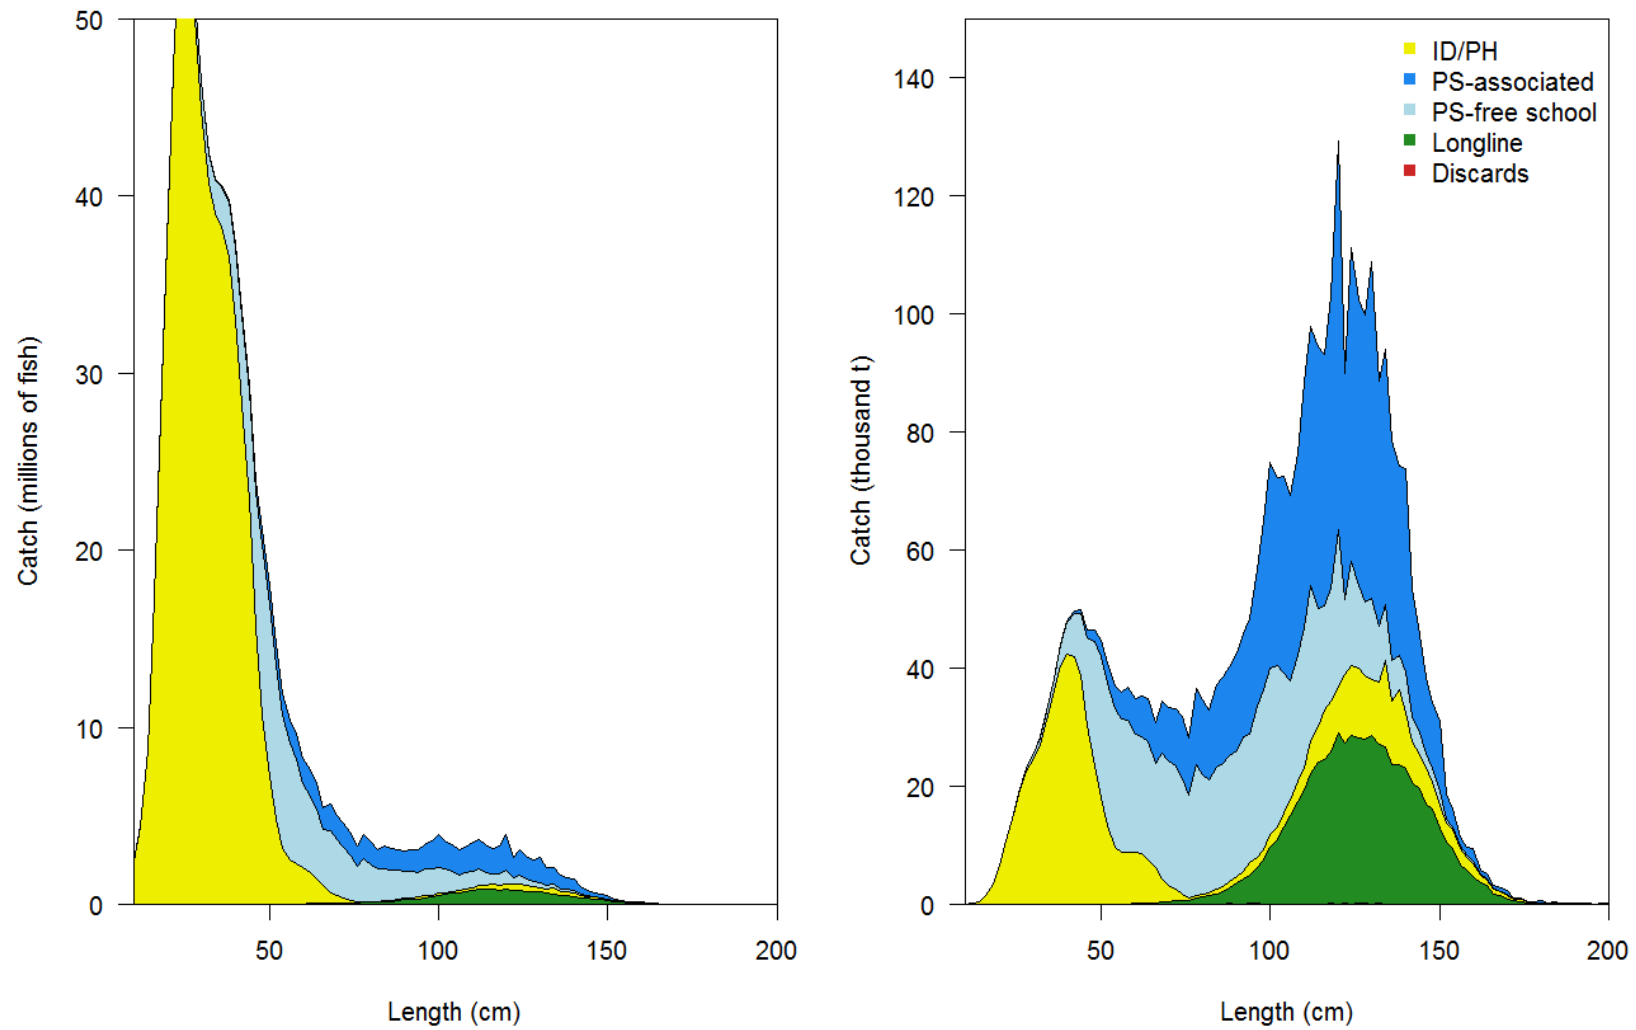 50
40
30
20
10
0
Catch (millions of fish)
50
100
150
200
Length (cm)
140
120
100
80
60
40
20
0
Catch (thousand t)
50
100
150
200
Length (cm)
ID/PH
PS-associated
PS-free school
Longline
Discards